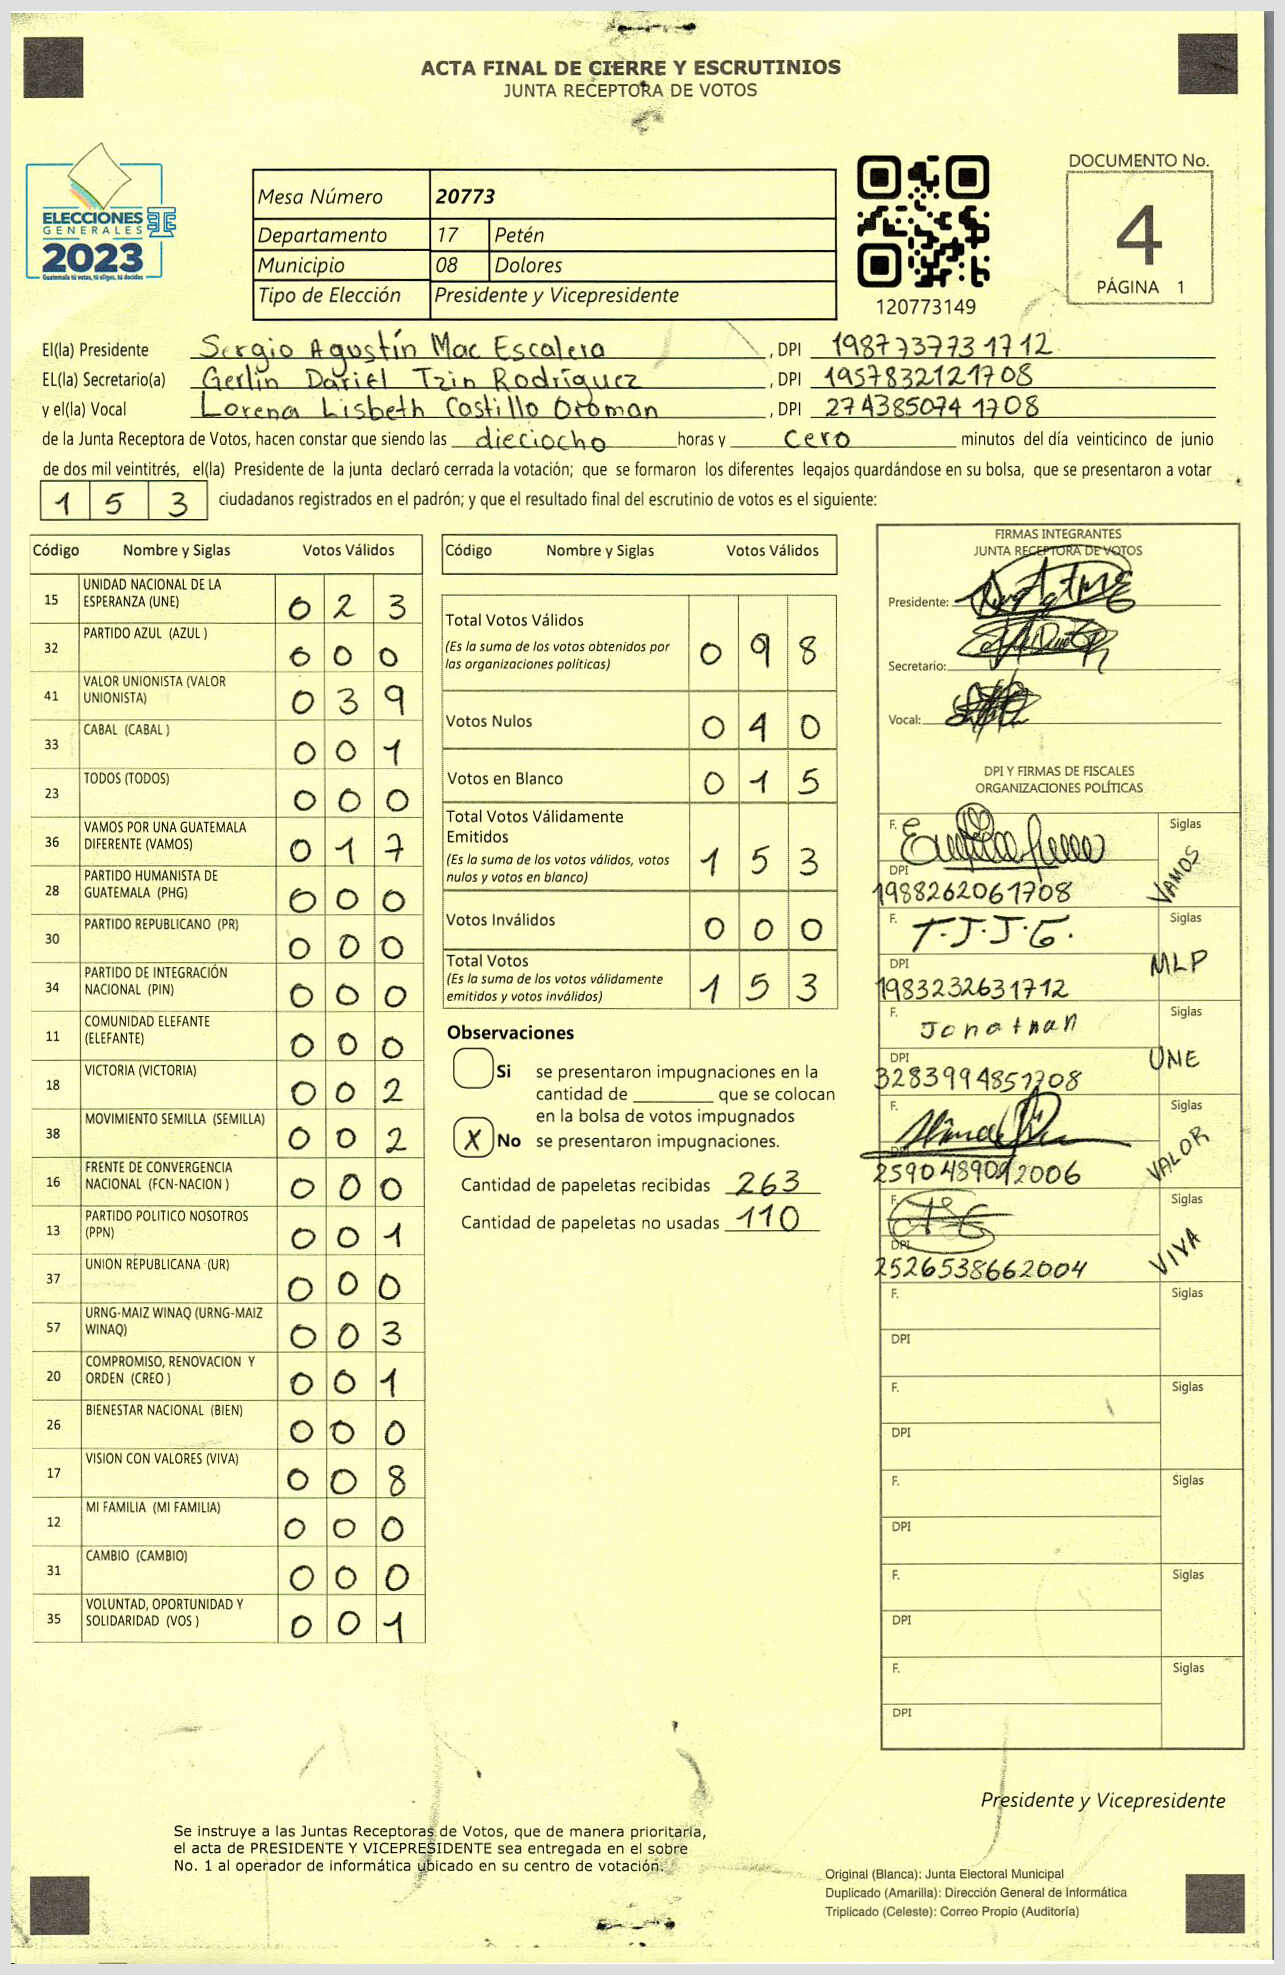 ACTA FINAL DE CIERRE Y ESCRUTINIOS
JUNTA RECEPTORA DE VOTOS
DOCUMENTO No.
4
PÁGINA 1
ELECCIONES
GENERALES
2023
Guatemala tú votas, tú eliges, tú decides
Mesa Número 20773
Departamento 17 Petén
Municipio 08 Dolores
Tipo de Elección Presidente y Vicepresidente
120773149
El(la) Presidente Sergio Agustín Mac Escalera , DPI 1987737731712
EL(la) Secretario(a) Gerlin Dariel Tzin Rodríguez , DPI 1957832121708
y el(la) Vocal Lorena Lisbeth Costillo Oroman , DPI 2743850741708
de la Junta Receptora de Votos, hacen constar que siendo las dieciocho horas y cero minutos del día veinticinco de junio
de dos mil veintitrés, el(la) Presidente de la junta declaró cerrada la votación; que se formaron los diferentes legajos guardándose en su bolsa, que se presentaron a votar
1 5 3 ciudadanos registrados en el padrón; y que el resultado final del escrutinio de votos es el siguiente:
Código Nombre y Siglas Votos Válidos
15 UNIDAD NACIONAL DE LA ESPERANZA (UNE) 0 2 3
32 PARTIDO AZUL (AZUL ) 0 0 0
41 VALOR UNIONISTA (VALOR UNIONISTA) 0 3 9
33 CABAL (CABAL ) 0 0 1
23 TODOS (TODOS) 0 0 0
36 VAMOS POR UNA GUATEMALA DIFERENTE (VAMOS) 0 1 7
28 PARTIDO HUMANISTA DE GUATEMALA (PHG) 0 0 0
30 PARTIDO REPUBLICANO (PR) 0 0 0
34 PARTIDO DE INTEGRACIÓN NACIONAL (PIN) 0 0 0
11 COMUNIDAD ELEFANTE (ELEFANTE) 0 0 0
18 VICTORIA (VICTORIA) 0 0 2
38 MOVIMIENTO SEMILLA (SEMILLA) 0 0 2
16 FRENTE DE CONVERGENCIA NACIONAL (FCN-NACION ) 0 0 0
13 PARTIDO POLITICO NOSOTROS (PPN) 0 0 1
37 UNION REPUBLICANA (UR) 0 0 0
57 URNG-MAIZ WINAQ (URNG-MAIZ WINAQ) 0 0 3
20 COMPROMISO, RENOVACION Y ORDEN (CREO ) 0 0 1
26 BIENESTAR NACIONAL (BIEN) 0 0 0
17 VISION CON VALORES (VIVA) 0 0 8
12 MI FAMILIA (MI FAMILIA) 0 0 0
31 CAMBIO (CAMBIO) 0 0 0
35 VOLUNTAD, OPORTUNIDAD Y SOLIDARIDAD (VOS ) 0 0 1
Código Nombre y Siglas Votos Válidos
Total Votos Válidos 0 9 8
(Es la suma de los votos obtenidos por
las organizaciones políticas)
Votos Nulos 0 4 0
Votos en Blanco 0 1 5
Total Votos Válidamente
Emitidos 1 5 3
(Es la suma de los votos válidos, votos
nulos y votos en blanco)
Votos Inválidos 0 0 0
Total Votos 1 5 3
(Es la suma de los votos válidamente
emitidos y votos inválidos)
Observaciones
Si se presentaron impugnaciones en la
cantidad de ________ que se colocan
en la bolsa de votos impugnados
X No se presentaron impugnaciones.
Cantidad de papeletas recibidas 263
Cantidad de papeletas no usadas 110
FIRMAS INTEGRANTES
JUNTA RECEPTORA DE VOTOS
Presidente:
Secretario:
Vocal:
DPI Y FIRMAS DE FISCALES
ORGANIZACIONES POLÍTICAS
F. Siglas VAMOS
DPI 1988262061708
F. T.J.J.G. Siglas MLP
DPI 1983232631712
F. Jonathan Siglas UNE
DPI 3283994851708
F. Siglas VALOR
DPI 2590489092006
F. Siglas VIVA
DPI 2526538662004
F. Siglas
DPI
F. Siglas
DPI
F. Siglas
DPI
F. Siglas
DPI
F. Siglas
DPI
Presidente y Vicepresidente
Se instruye a las Juntas Receptoras de Votos, que de manera prioritaria,
el acta de PRESIDENTE Y VICEPRESIDENTE sea entregada en el sobre
No. 1 al operador de informática ubicado en su centro de votación.
Original (Blanca): Junta Electoral Municipal
Duplicado (Amarilla): Dirección General de Informática
Triplicado (Celeste): Correo Propio (Auditoría)